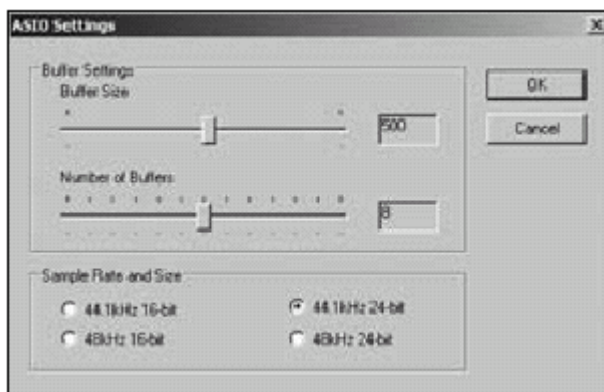 ASIO Settings
Buffer Settings
Buffer Size
500
OK
Cancel
Number of Buffers
8
Sample Rate and Size
44.1kHz 16-bit
44.1kHz 24-bit
48kHz 16-bit
48kHz 24-bit